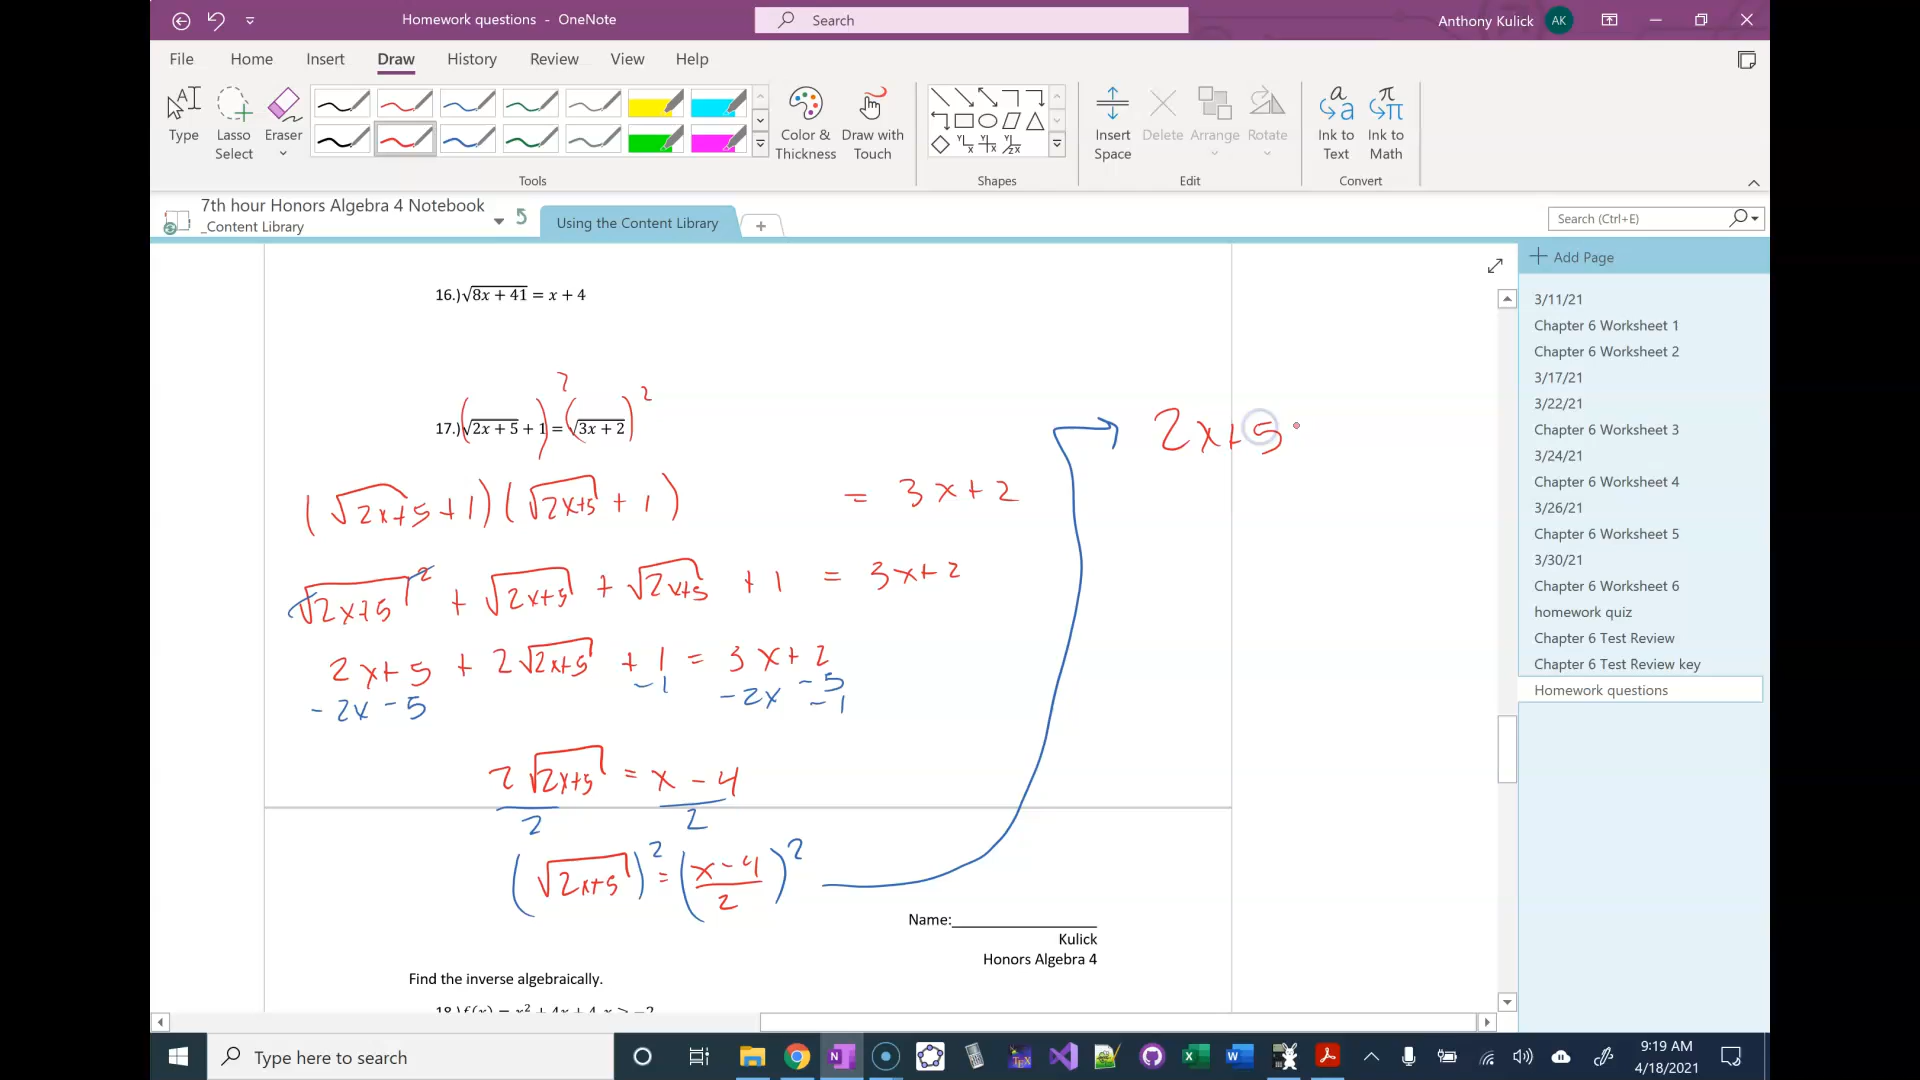 Homework questions - OneNote
Search
Anthony Kulick AK
File Home Insert Draw History Review View Help
Type
Lasso Select
Eraser
Color & Thickness
Draw with Touch
Insert Space
Delete
Arrange
Rotate
Ink to Text
Ink to Math
Tools
Shapes
Edit
Convert
7th hour Honors Algebra 4 Notebook
_Content Library
Using the Content Library
Search (Ctrl+E)
Add Page
3/11/21
Chapter 6 Worksheet 1
Chapter 6 Worksheet 2
3/17/21
3/22/21
Chapter 6 Worksheet 3
3/24/21
Chapter 6 Worksheet 4
3/26/21
Chapter 6 Worksheet 5
3/30/21
Chapter 6 Worksheet 6
homework quiz
Chapter 6 Test Review
Chapter 6 Test Review key
Homework questions
16.) √(8x + 41) = x + 4
17.) (√(2x + 5) + 1)² = (√(3x + 2))²
(√(2x+5) + 1)(√(2x+5) + 1) = 3x+2
√(2x+5)² + √(2x+5) + √(2x+5) + 1 = 3x+2
2x+5 + 2√(2x+5) + 1 = 3x+2
-2x-5 -1 -2x -5
-1
2√(2x+5) = x-4
2 2
(√(2x+5))² = ((x-4)/2)²
2x+5
Name:
Kulick
Honors Algebra 4
Find the inverse algebraically.
18.) f(x) = x² + 4x + 4, x ≥ -2
Type here to search
9:19 AM
4/18/2021